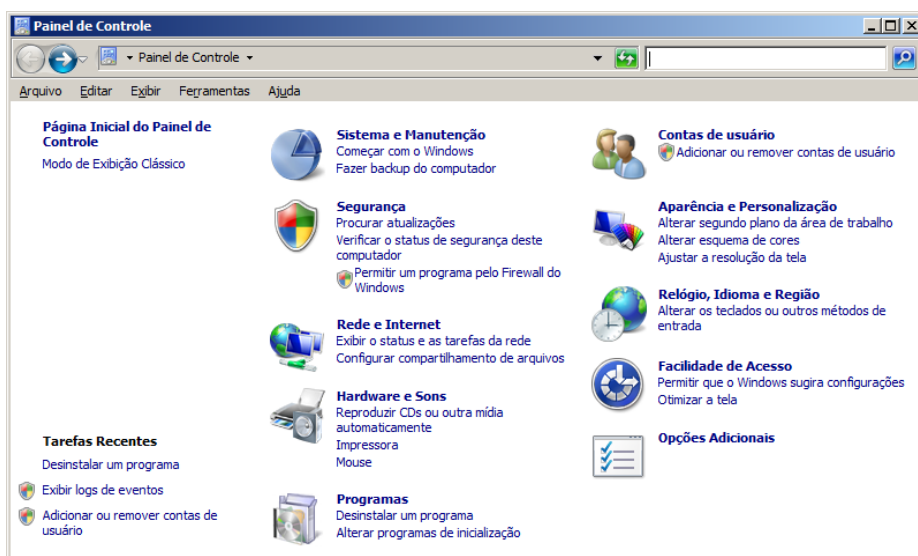 Painel de Controle
Painel de Controle
Arquivo Editar Exibir Ferramentas Ajuda
Página Inicial do Painel de
Controle
Modo de Exibição Clássico
Tarefas Recentes
Desinstalar um programa
Exibir logs de eventos
Adicionar ou remover contas de
usuário
Sistema e Manutenção
Começar com o Windows
Fazer backup do computador
Segurança
Procurar atualizações
Verificar o status de segurança deste
computador
Permitir um programa pelo Firewall do
Windows
Rede e Internet
Exibir o status e as tarefas da rede
Configurar compartilhamento de arquivos
Hardware e Sons
Reproduzir CDs ou outra mídia
automaticamente
Impressora
Mouse
Programas
Desinstalar um programa
Alterar programas de inicialização
Contas de usuário
Adicionar ou remover contas de usuário
Aparência e Personalização
Alterar segundo plano da área de trabalho
Alterar esquema de cores
Ajustar a resolução da tela
Relógio, Idioma e Região
Alterar os teclados ou outros métodos de
entrada
Facilidade de Acesso
Permitir que o Windows sugira configurações
Otimizar a tela
Opções Adicionais